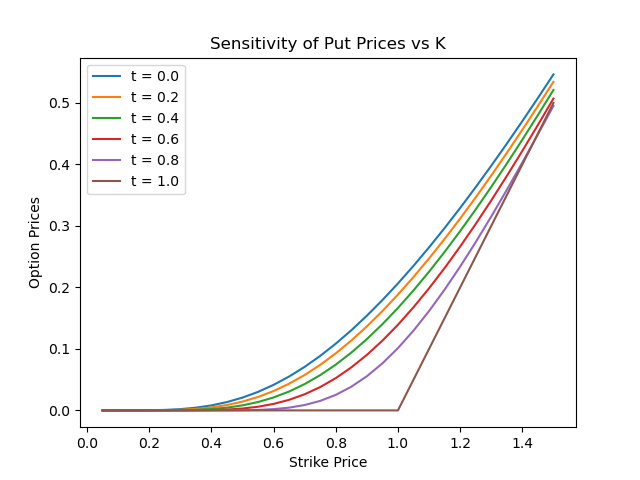 Sensitivity of Put Prices vs K
t = 0.0
t = 0.2
t = 0.4
t = 0.6
t = 0.8
t = 1.0
Option Prices
0.5
0.4
0.3
0.2
0.1
0.0
0.0 0.2 0.4 0.6 0.8 1.0 1.2 1.4
Strike Price